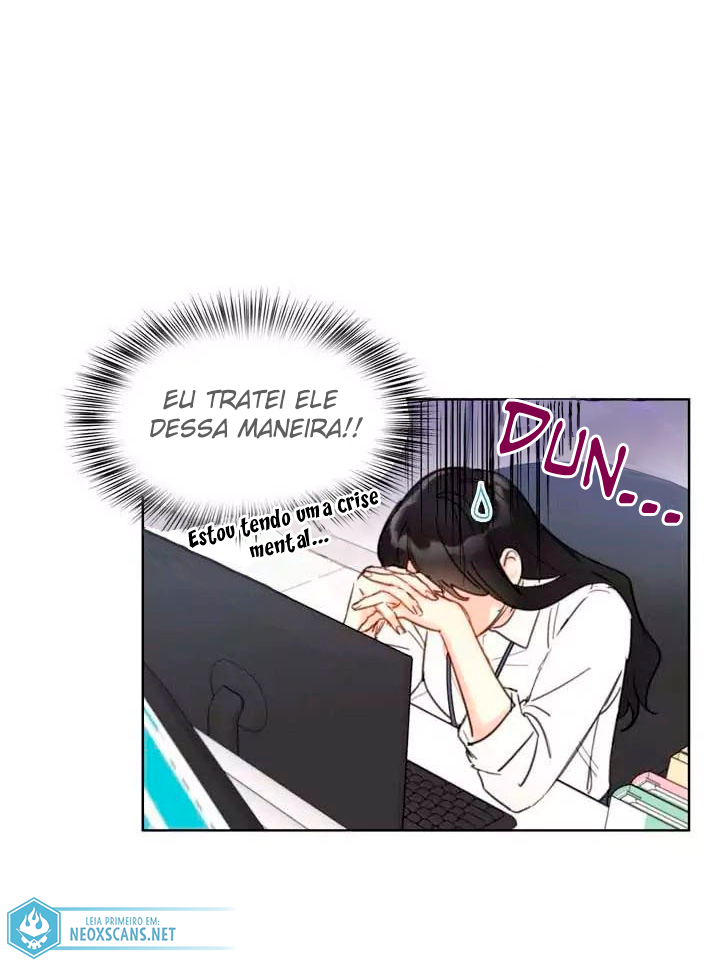 EU TRATEI ELE
DESSA MANEIRA!!
DUN...
Estou tendo uma crise
mental...
LEIA PRIMEIRO EM:
NEOXSCANS.NET